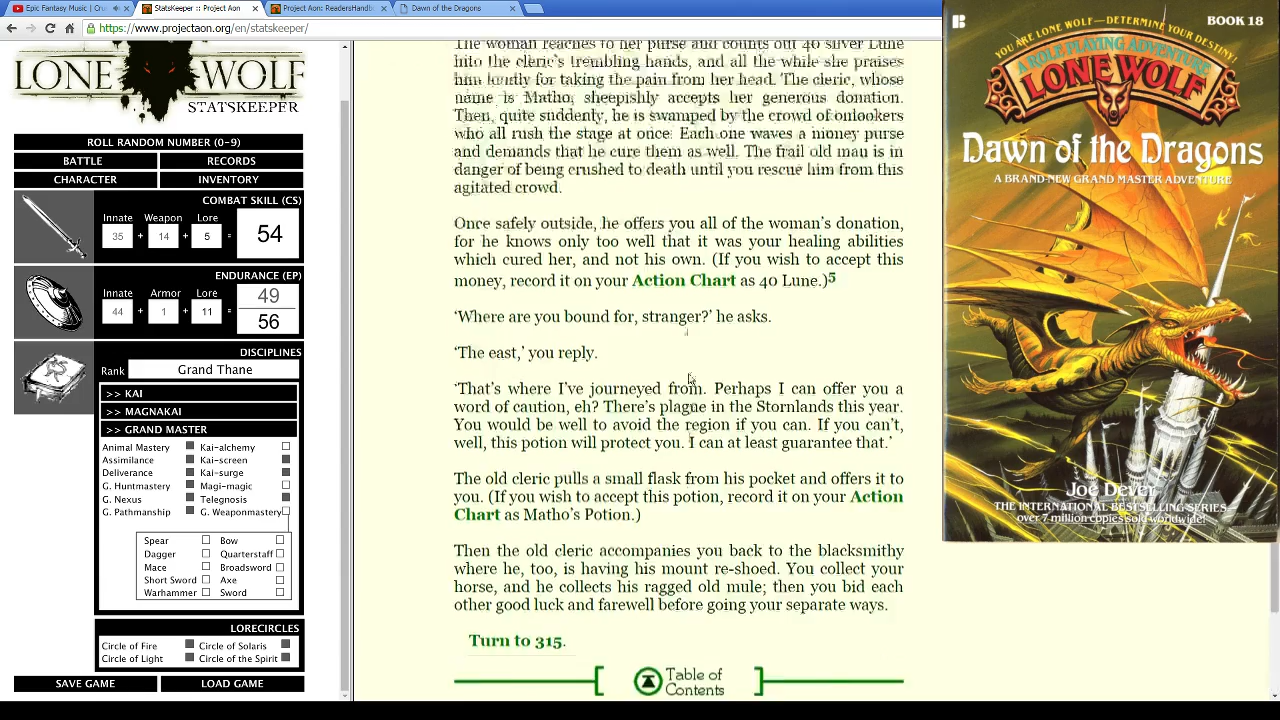 Epic Fantasy Music | Cru
StatsKeeper :: Project Aon
Project Aon: ReadersHandb
Dawn of the Dragons
https://www.projectaon.org/en/statskeeper/
LONE WOLF
STATSKEEPER
ROLL RANDOM NUMBER (0-9)
BATTLE RECORDS
CHARACTER INVENTORY
COMBAT SKILL (CS)
Innate Weapon Lore
35 + 14 + 5 = 54
ENDURANCE (EP)
Innate Armor Lore 49
44 + 1 + 11 = 56
DISCIPLINES
Rank Grand Thane
>> KAI
>> MAGNAKAI
>> GRAND MASTER
Animal Mastery Kai-alchemy
Assimilance Kai-screen
Deliverance Kai-surge
G. Huntmastery Magi-magic
G. Nexus Telegnosis
G. Pathmanship G. Weaponmastery
Spear Bow
Dagger Quarterstaff
Mace Broadsword
Short Sword Axe
Warhammer Sword
LORECIRCLES
Circle of Fire Circle of Solaris
Circle of Light Circle of the Spirit
SAVE GAME LOAD GAME
The woman reaches to her purse and counts out 40 silver Lune
into the cleric's trembling hands, and all the while she praises
him loudly for taking the pain from her head. The cleric, whose
name is Matho, sheepishly accepts her generous donation.
Then, quite suddenly, he is swamped by the crowd of onlookers
who all rush the stage at once. Each one waves a money purse
and demands that he cure them as well. The frail old man is in
danger of being crushed to death until you rescue him from this
agitated crowd.
Once safely outside, he offers you all of the woman's donation,
for he knows only too well that it was your healing abilities
which cured her, and not his own. (If you wish to accept this
money, record it on your Action Chart as 40 Lune.)5
‘Where are you bound for, stranger?’ he asks.
‘The east,’ you reply.
‘That's where I've journeyed from. Perhaps I can offer you a
word of caution, eh? There's plague in the Stornlands this year.
You would be well to avoid the region if you can. If you can't,
well, this potion will protect you. I can at least guarantee that.’
The old cleric pulls a small flask from his pocket and offers it to
you. (If you wish to accept this potion, record it on your Action
Chart as Matho's Potion.)
Then the old cleric accompanies you back to the blacksmithy
where he, too, is having his mount re-shoed. You collect your
horse, and he collects his ragged old mule; then you bid each
other good luck and farewell before going your separate ways.
Turn to 315.
Table of
Contents
B
BOOK 18
YOU ARE LONE WOLF—DETERMINE YOUR DESTINY!
A ROLE PLAYING ADVENTURE
LONE WOLF
Dawn of the Dragons
A BRAND-NEW GRAND MASTER ADVENTURE
Joe Dever
THE INTERNATIONAL BESTSELLING SERIES—
over 7 million copies sold worldwide!